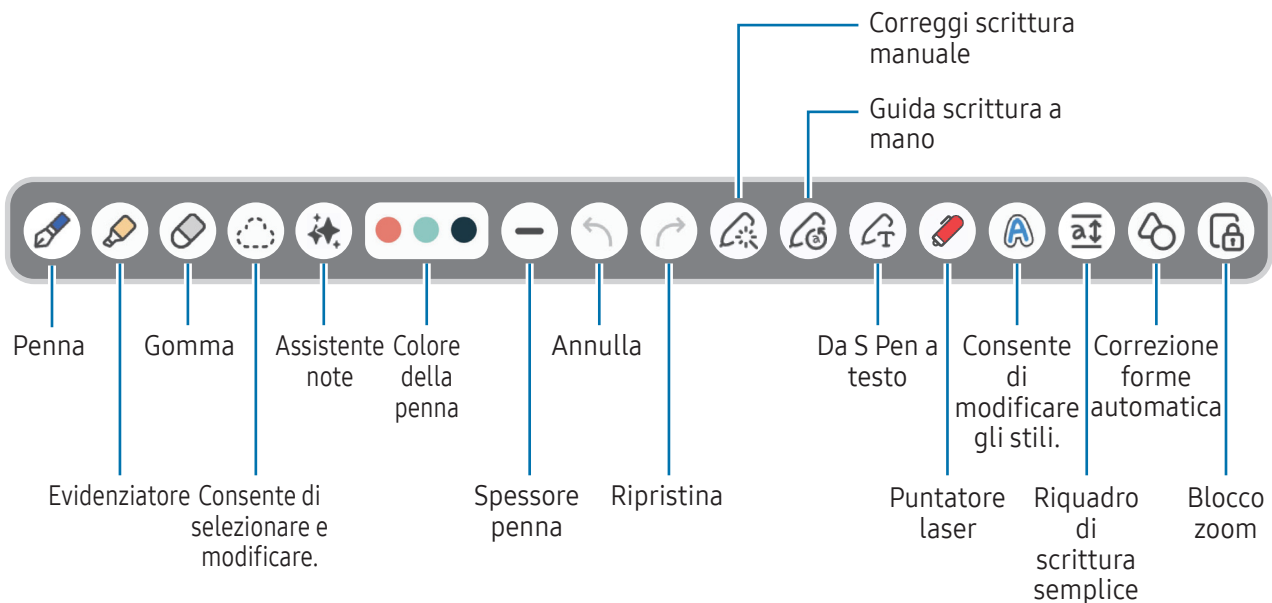 Correggi scrittura
manuale
Guida scrittura a
mano
Penna
Gomma
Assistente
note
Colore
della
penna
Annulla
Da S Pen a
testo
Consente
di
modificare
gli stili.
Correzione
forme
automatica
Evidenziatore
Consente di
selezionare e
modificare.
Spessore
penna
Ripristina
Puntatore
laser
Riquadro
di
scrittura
semplice
Blocco
zoom